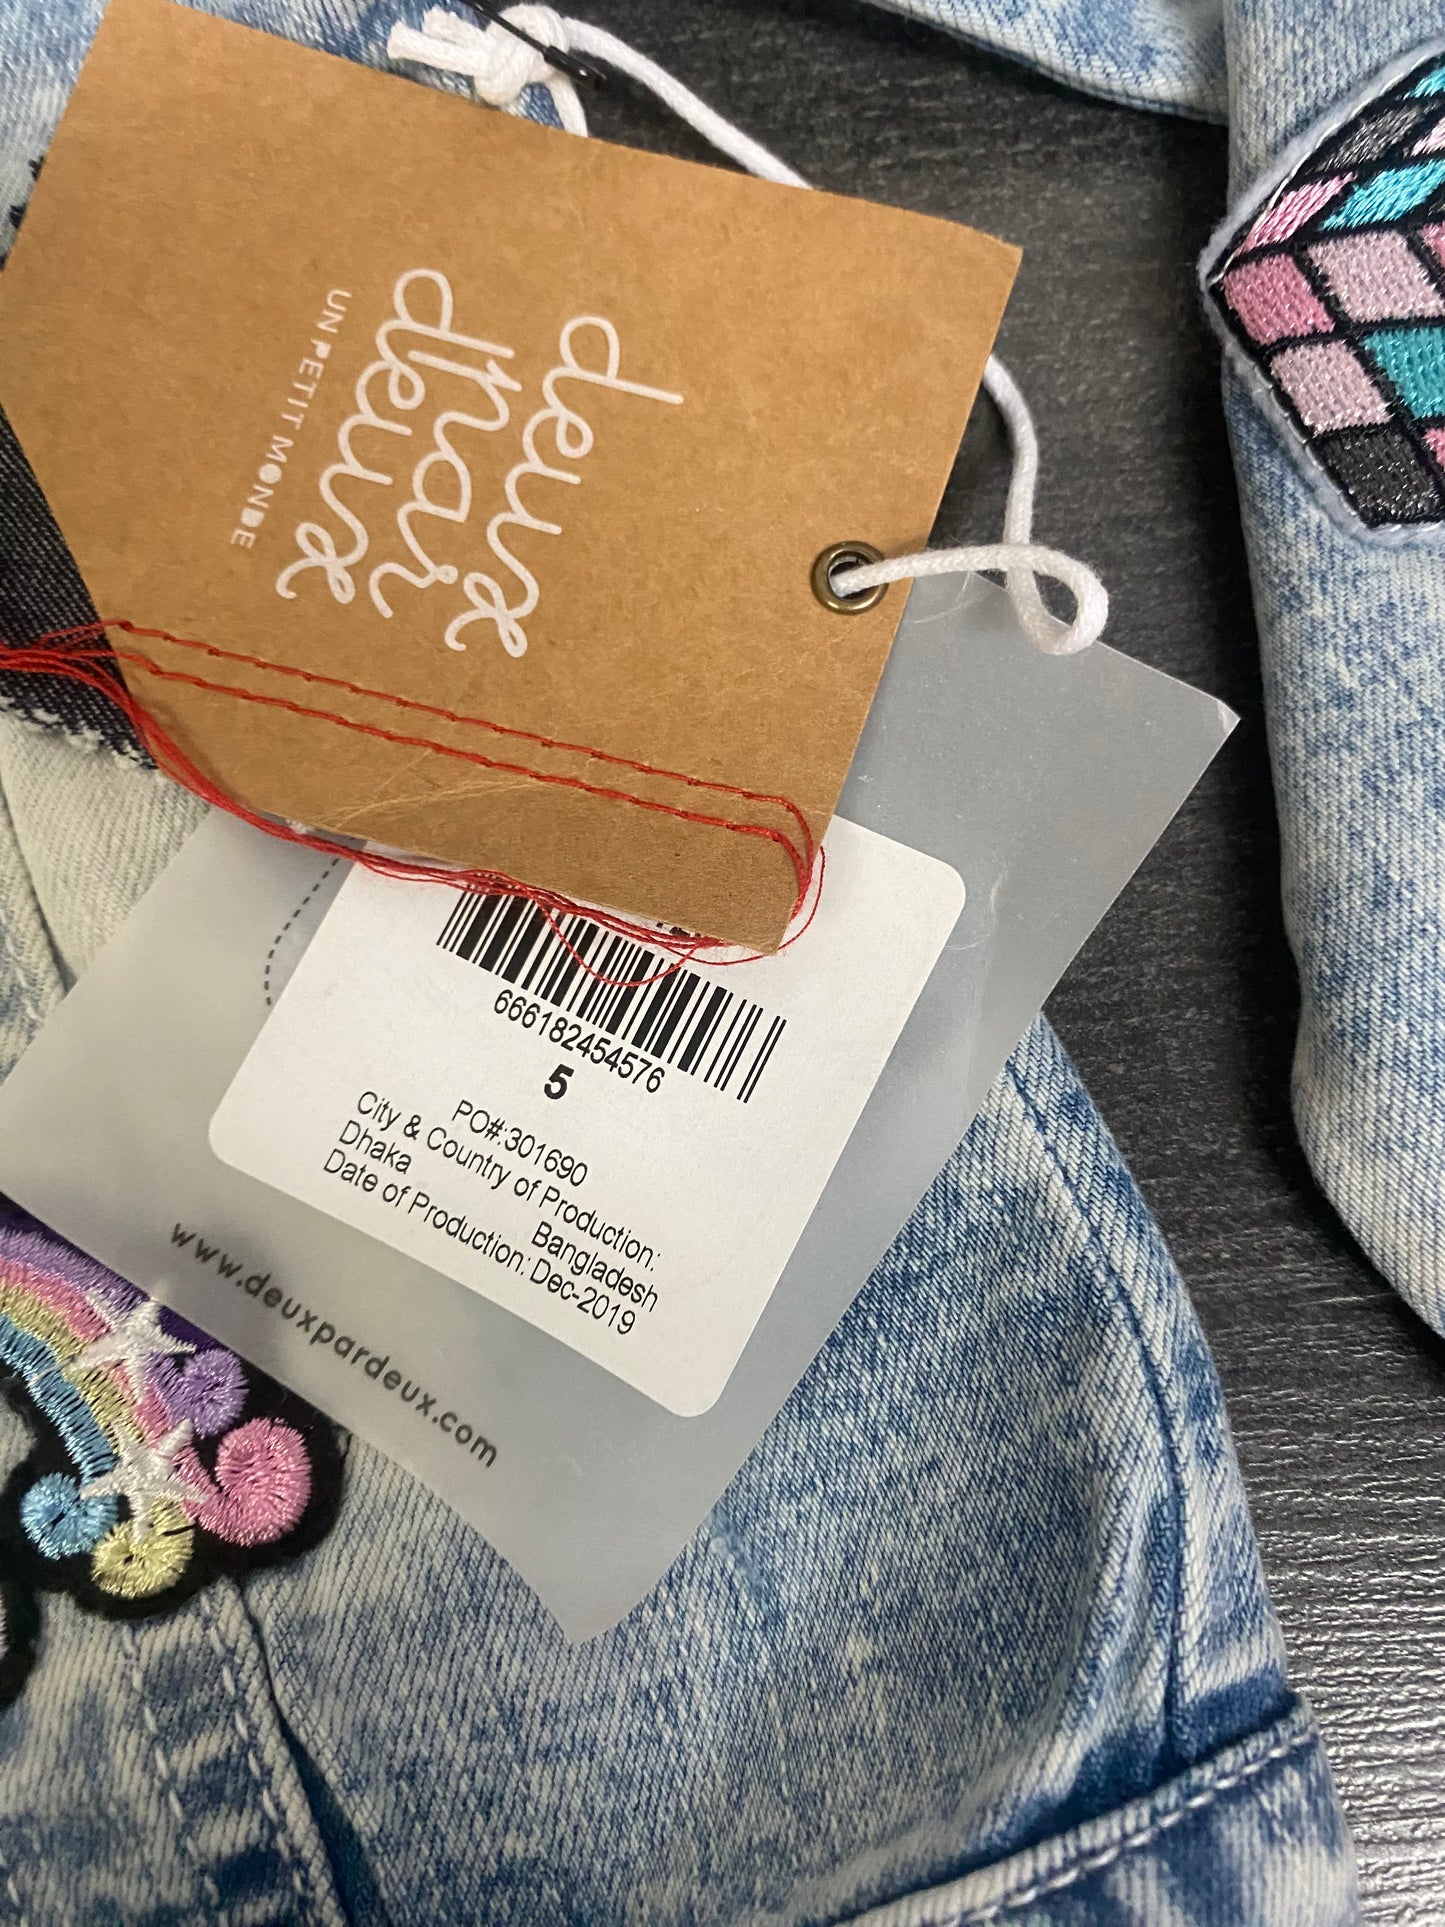 deux
par
deux
UN PETIT MONDE
666182454576
5
PO#:301690
City & Country of Production:
Dhaka Bangladesh
Date of Production: Dec-2019
www.deuxpardeux.com